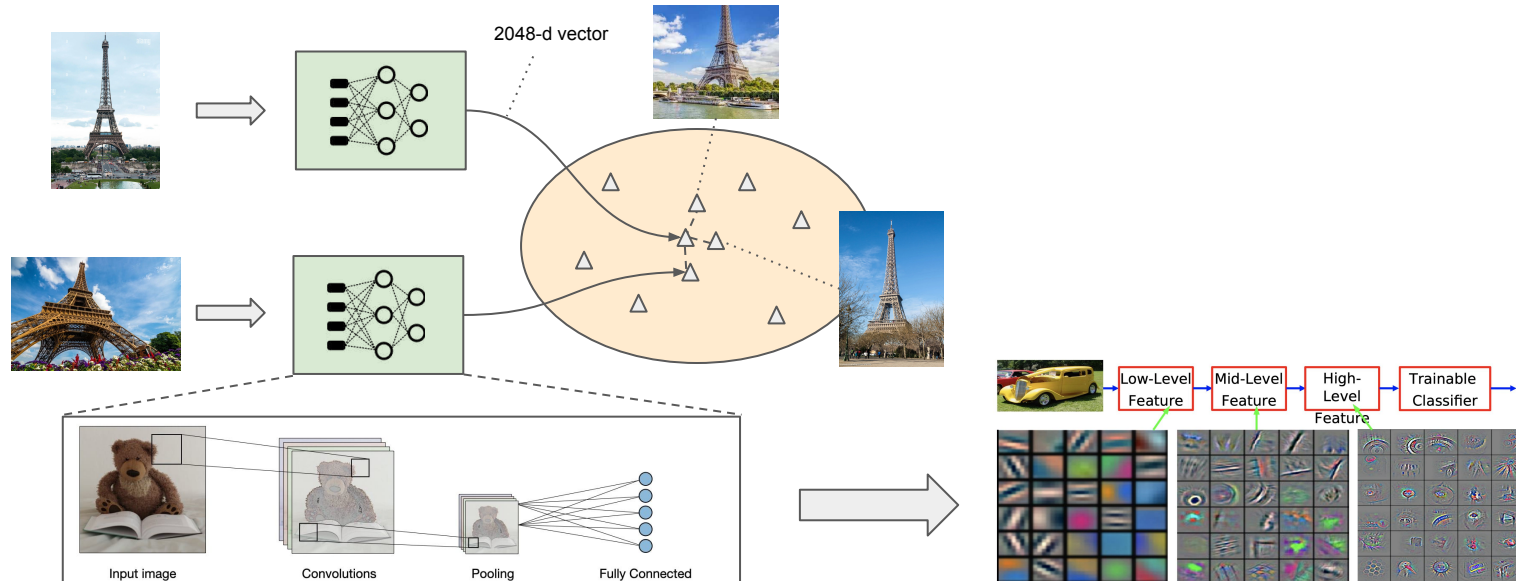 2048-d vector
Low-Level
Feature
Mid-Level
Feature
High-
Level
Feature
Trainable
Classifier
Input image
Convolutions
Pooling
Fully Connected